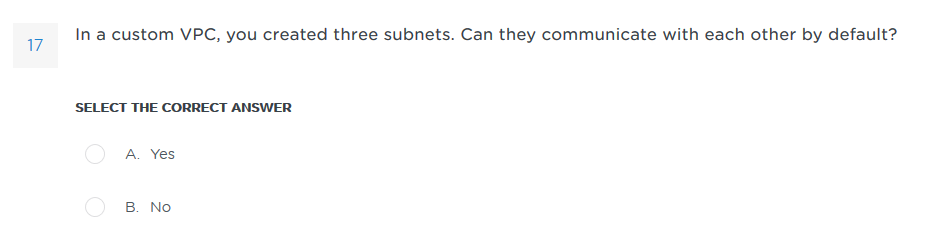 17
In a custom VPC, you created three subnets. Can they communicate with each other by default?
SELECT THE CORRECT ANSWER
A. Yes
B. No